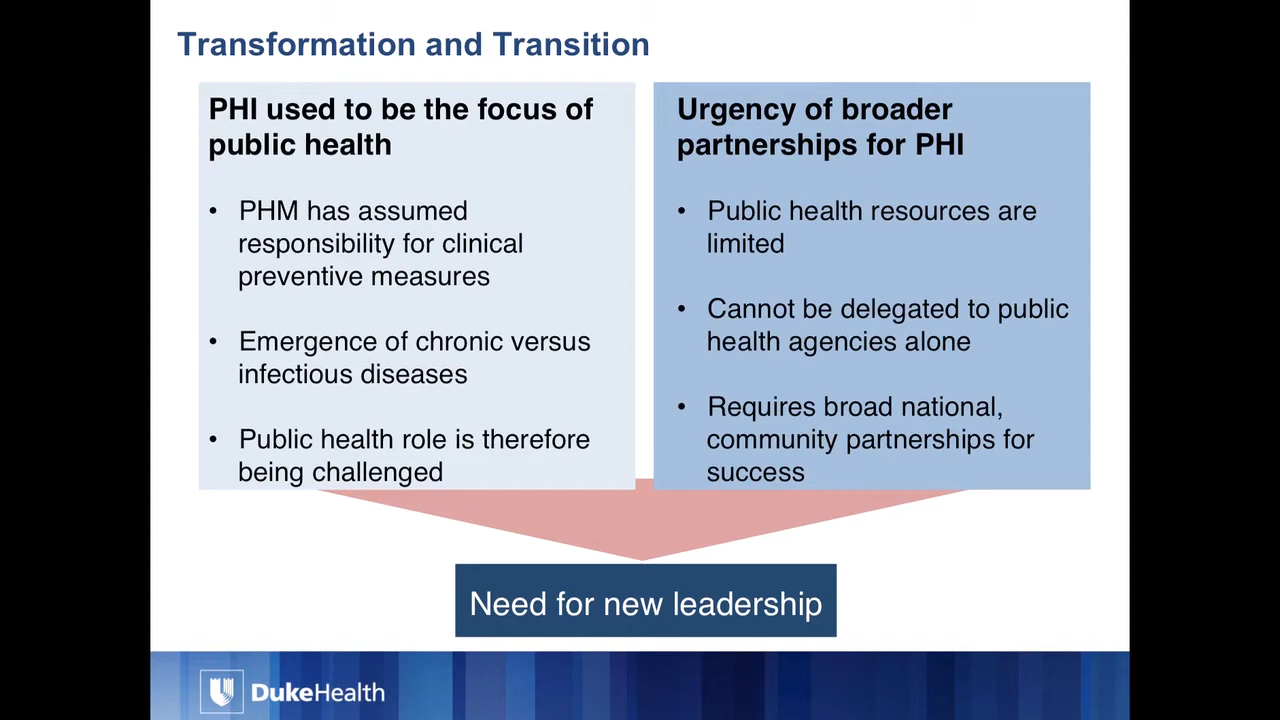 Transformation and Transition
PHI used to be the focus of
public health
• PHM has assumed
responsibility for clinical
preventive measures
• Emergence of chronic versus
infectious diseases
• Public health role is therefore
being challenged
Urgency of broader
partnerships for PHI
• Public health resources are
limited
• Cannot be delegated to public
health agencies alone
• Requires broad national,
community partnerships for
success
Need for new leadership
DukeHealth